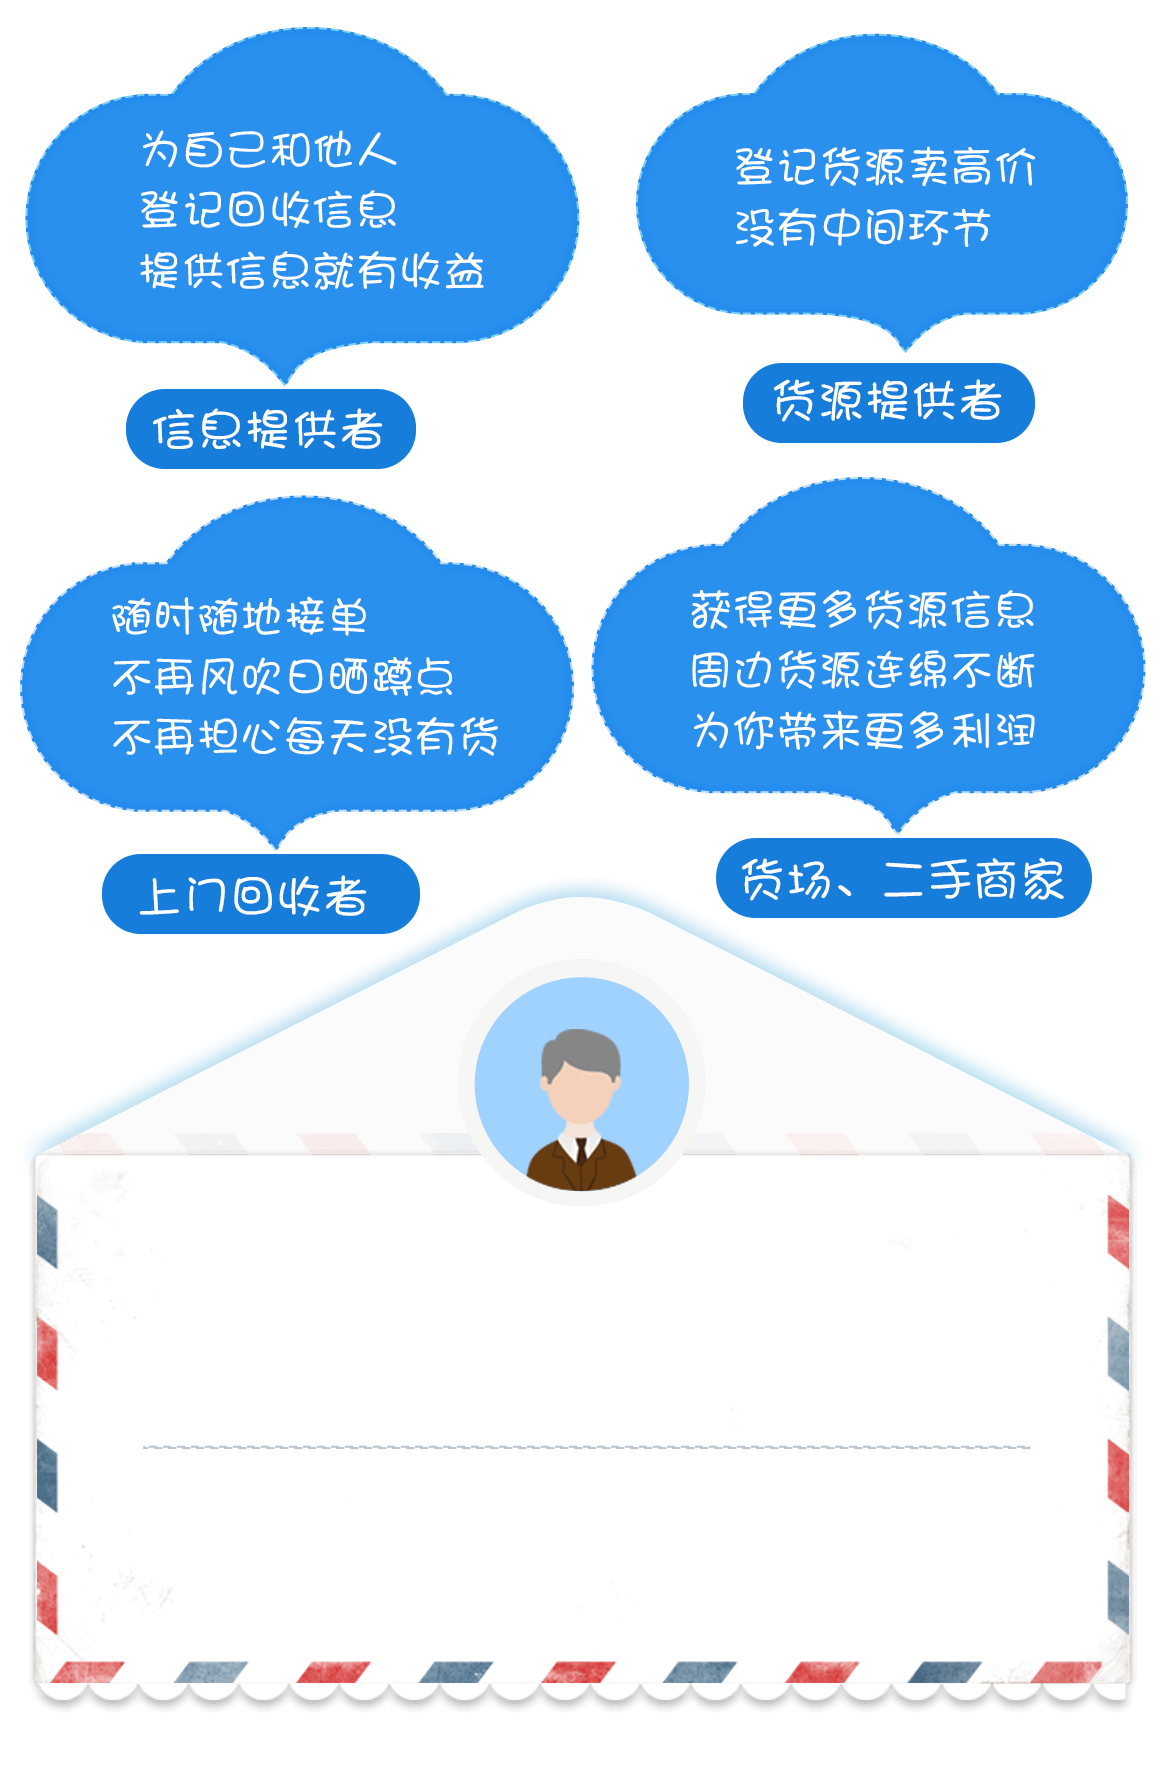 为自己和他人
登记回收信息
提供信息就有收益
信息提供者
登记货源卖高价
没有中间环节
货源提供者
随时随地接单
不再风吹日晒蹲点
不再担心每天没有货
上门回收者
获得更多货源信息
周边货源连绵不断
为你带来更多利润
货场、二手商家